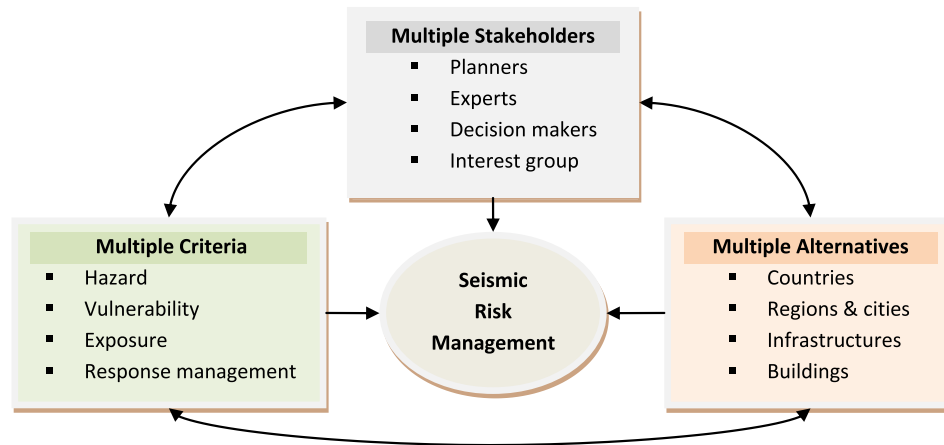 Multiple Stakeholders
Planners
Experts
Decision makers
Interest group
Multiple Criteria
Hazard
Vulnerability
Exposure
Response management
Seismic
Risk
Management
Multiple Alternatives
Countries
Regions & cities
Infrastructures
Buildings